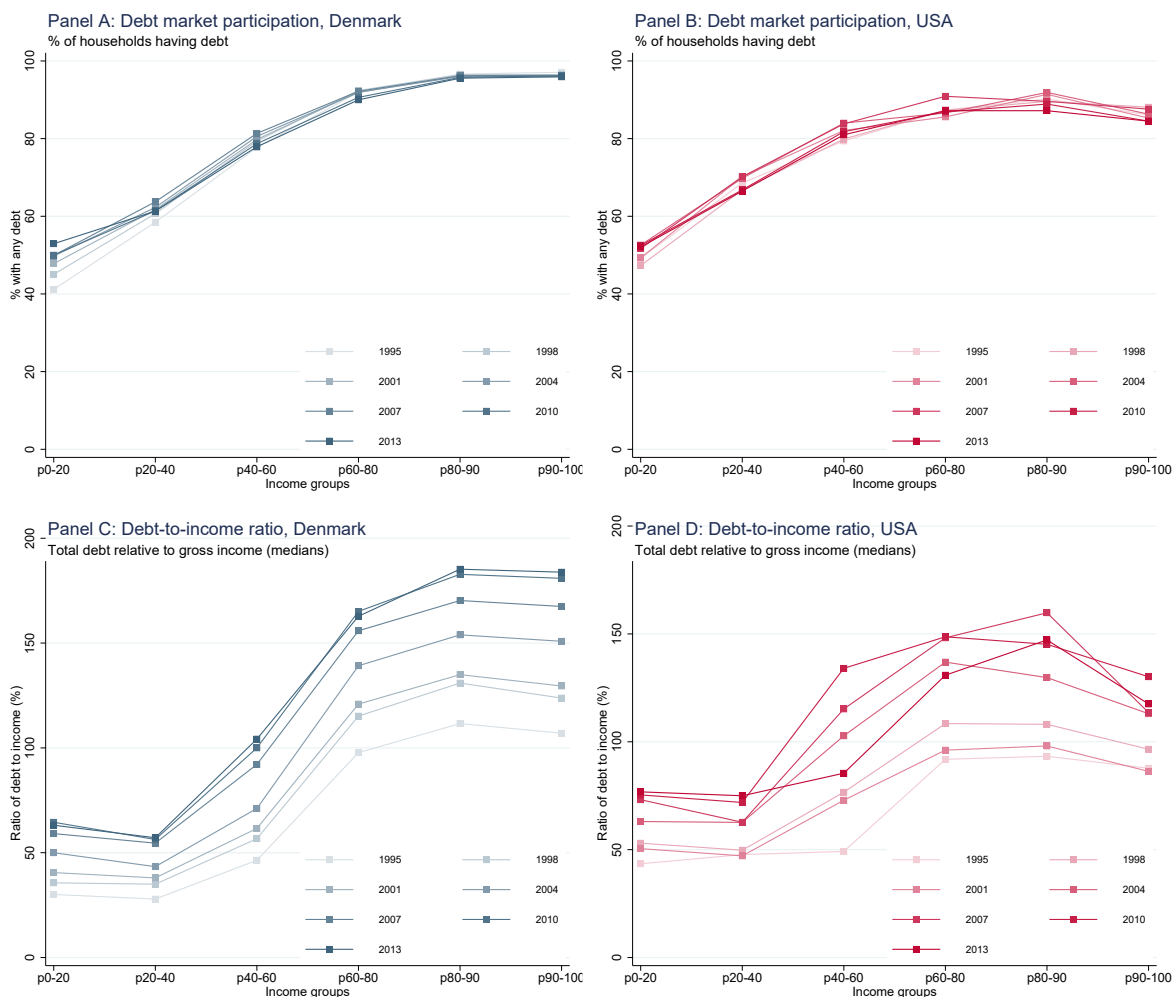 Panel A: Debt market participation, Denmark
% of households having debt
% with any debt
100
80
60
40
20
0
1995
1998
2001
2004
2007
2010
2013
p0-20 p20-40 p40-60 p60-80 p80-90 p90-100
Income groups
Panel B: Debt market participation, USA
% of households having debt
% with any debt
100
80
60
40
20
0
1995
1998
2001
2004
2007
2010
2013
p0-20 p20-40 p40-60 p60-80 p80-90 p90-100
Income groups
Panel C: Debt-to-income ratio, Denmark
Total debt relative to gross income (medians)
Ratio of debt to income (%)
200
150
100
50
0
1995
1998
2001
2004
2007
2010
2013
p0-20 p20-40 p40-60 p60-80 p80-90 p90-100
Income groups
Panel D: Debt-to-income ratio, USA
Total debt relative to gross income (medians)
Ratio of debt to income (%)
200
150
100
50
0
1995
1998
2001
2004
2007
2010
2013
p0-20 p20-40 p40-60 p60-80 p80-90 p90-100
Income groups